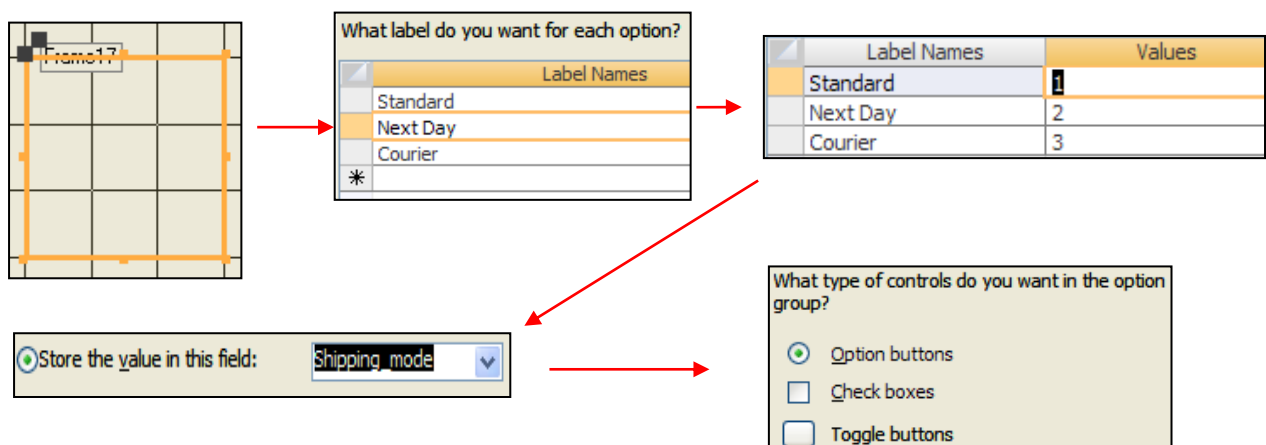 Frame17
What label do you want for each option?
Label Names
Standard
Next Day
Courier
Label Names Values
Standard 1
Next Day 2
Courier 3
Store the value in this field: Shipping_mode
What type of controls do you want in the option
group?
Option buttons
Check boxes
Toggle buttons